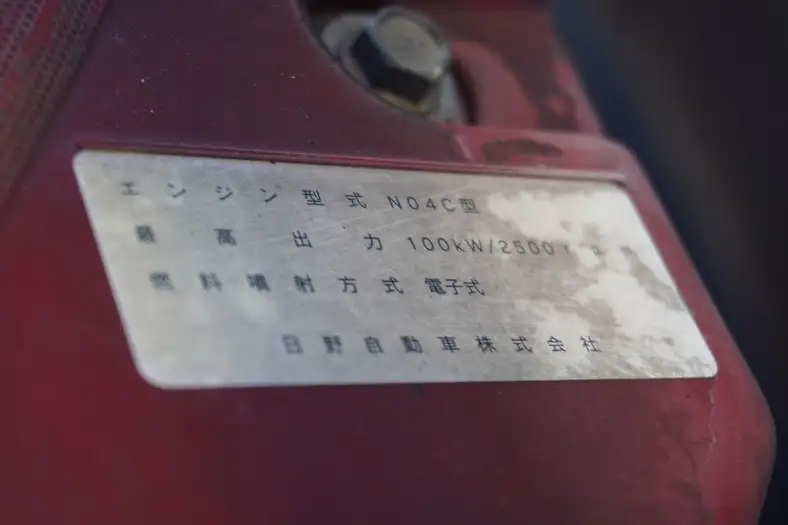 エンジン型式 N04C型
最高出力 100kW/2500
燃料噴射方式 電子式
日野自動車株式会社